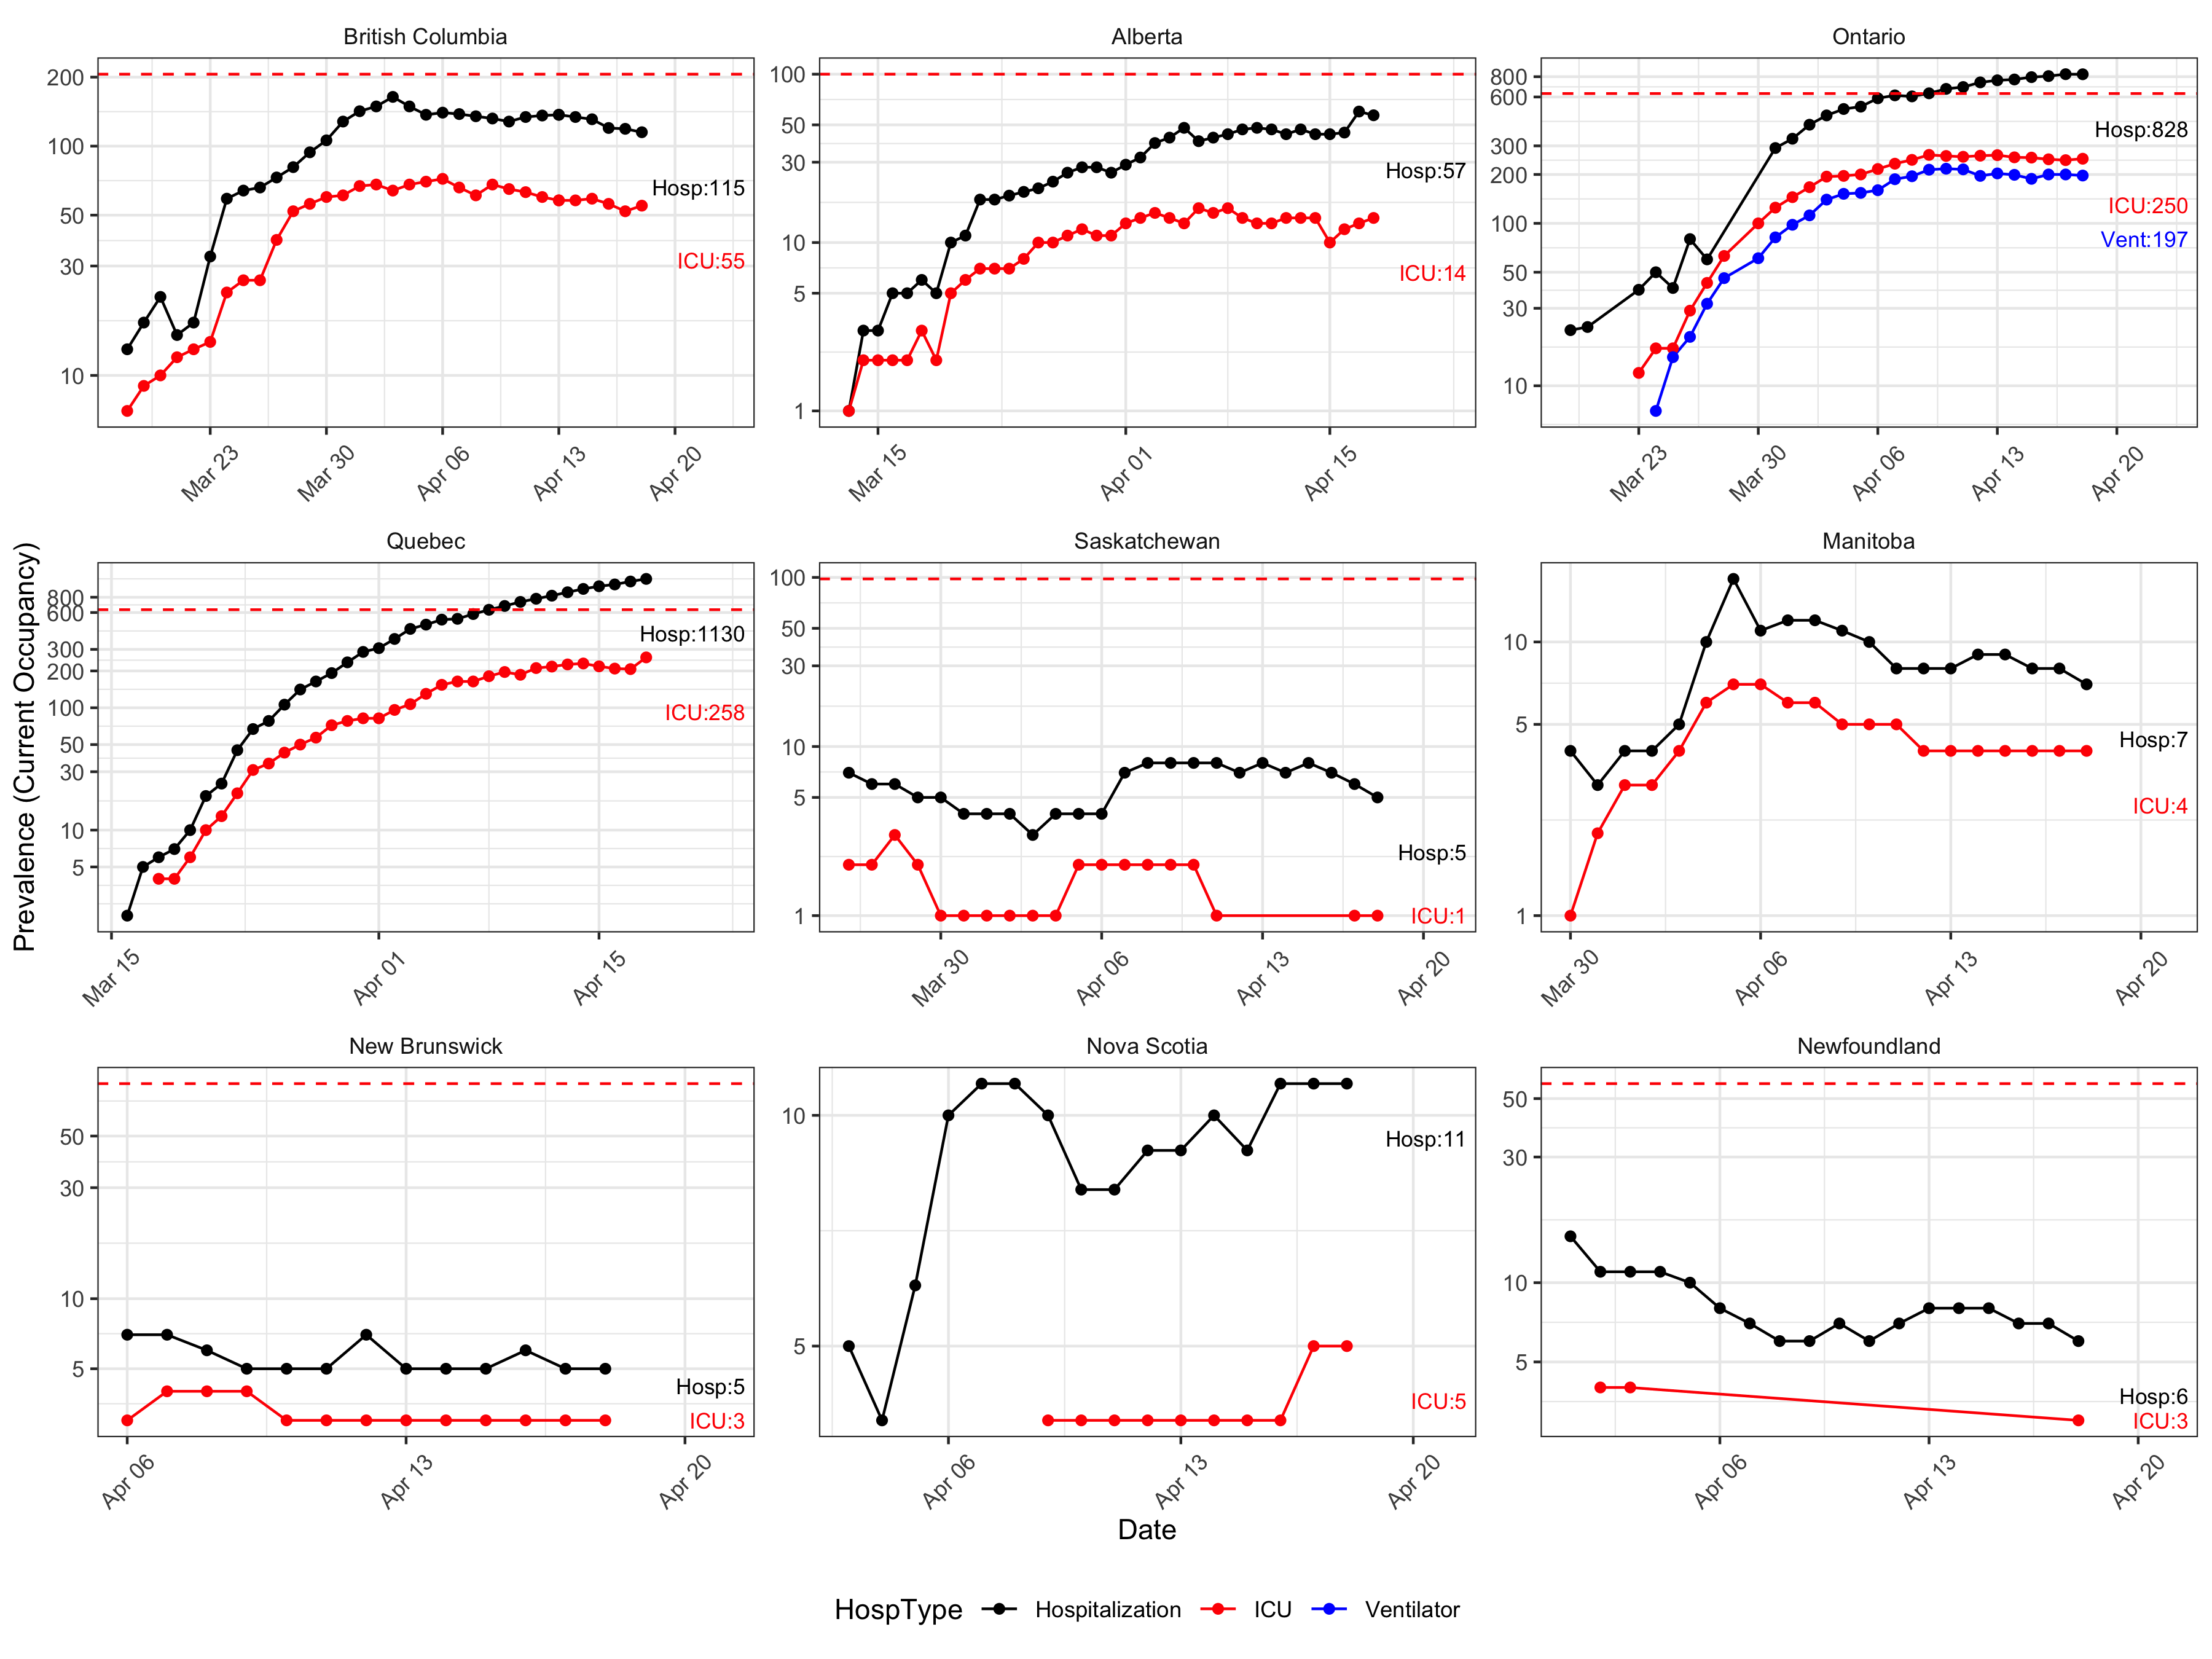 British Columbia
Alberta
Ontario
200
100
50
30
10
Hosp:115
ICU:55
Mar 23
Mar 30
Apr 06
Apr 13
Apr 20
100
50
30
10
5
1
Hosp:57
ICU:14
Mar 15
Apr 01
Apr 15
800
600
300
200
100
50
30
10
Hosp:828
ICU:250
Vent:197
Mar 23
Mar 30
Apr 06
Apr 13
Apr 20
Prevalence (Current Occupancy)
Quebec
Saskatchewan
Manitoba
800
600
300
200
100
50
30
10
5
Hosp:1130
ICU:258
Mar 15
Apr 01
Apr 15
100
50
30
10
5
1
Hosp:5
ICU:1
Mar 30
Apr 06
Apr 13
Apr 20
10
5
1
Hosp:7
ICU:4
Mar 30
Apr 06
Apr 13
Apr 20
New Brunswick
Nova Scotia
Newfoundland
50
30
10
5
Hosp:5
ICU:3
Apr 06
Apr 13
Apr 20
10
5
Hosp:11
ICU:5
Apr 06
Apr 13
Apr 20
50
30
10
5
Hosp:6
ICU:3
Apr 06
Apr 13
Apr 20
Date
HospType Hospitalization ICU Ventilator